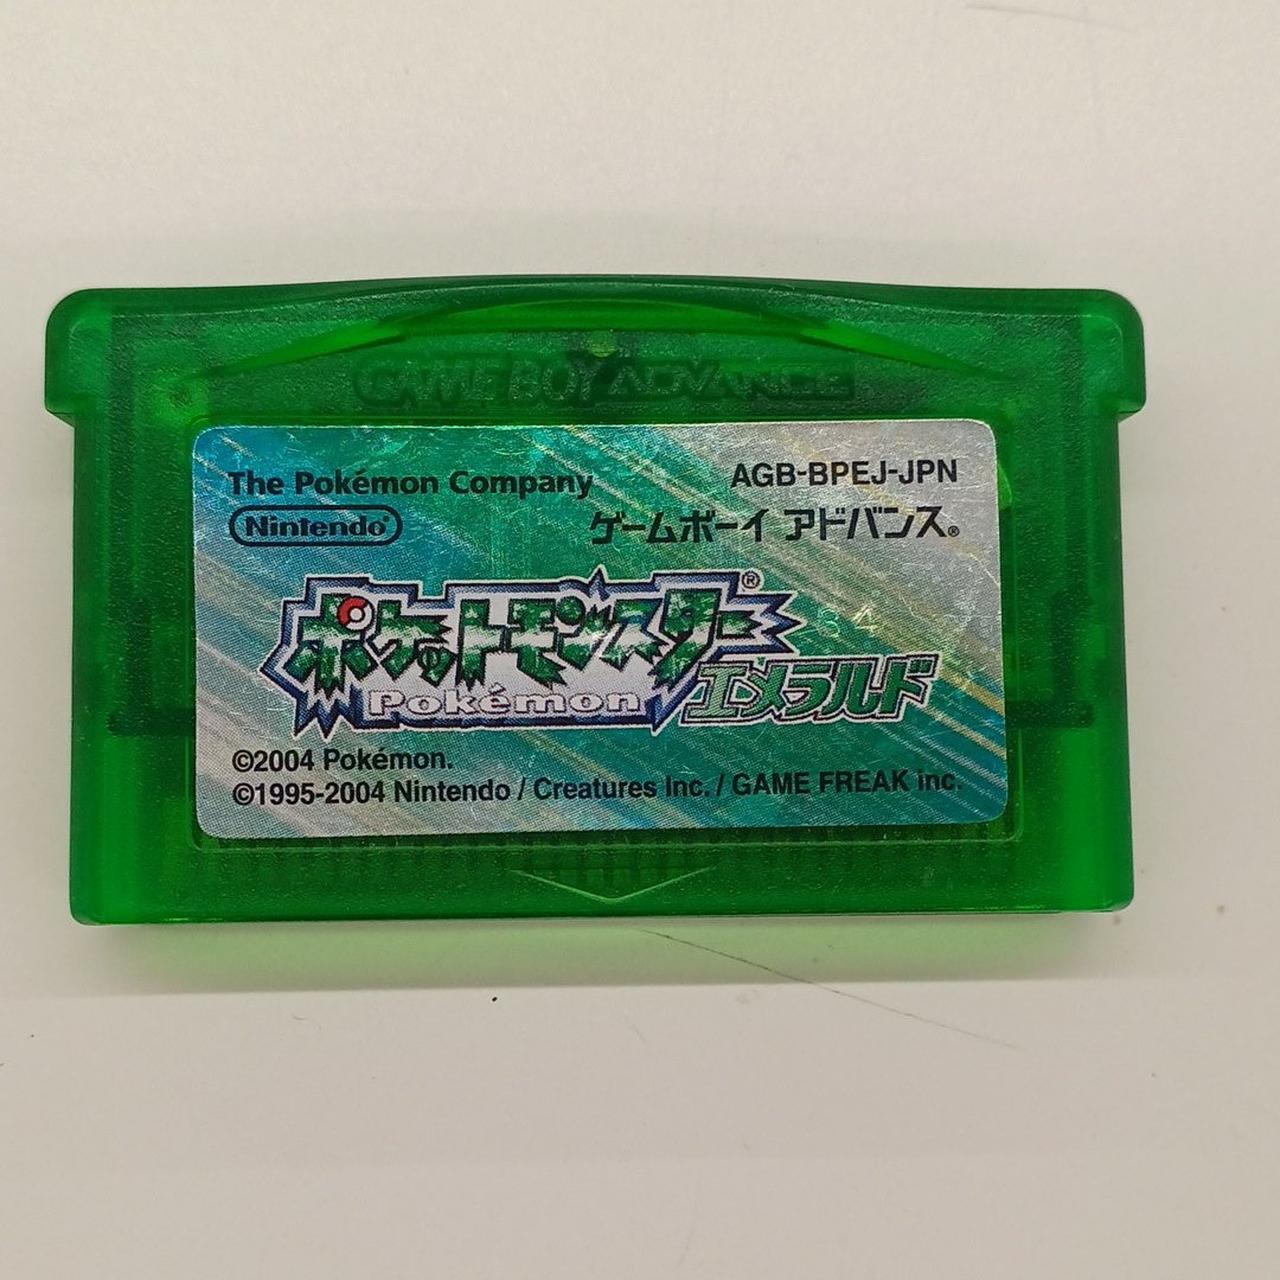 GAME BOY ADVANCE
The Pokémon Company
AGB-BPEJ-JPN
Nintendo®
ゲームボーイ アドバンス®
ポケットモンスター®
Pokémon
エメラルド
©2004 Pokémon.
©1995-2004 Nintendo / Creatures Inc. / GAME FREAK inc.